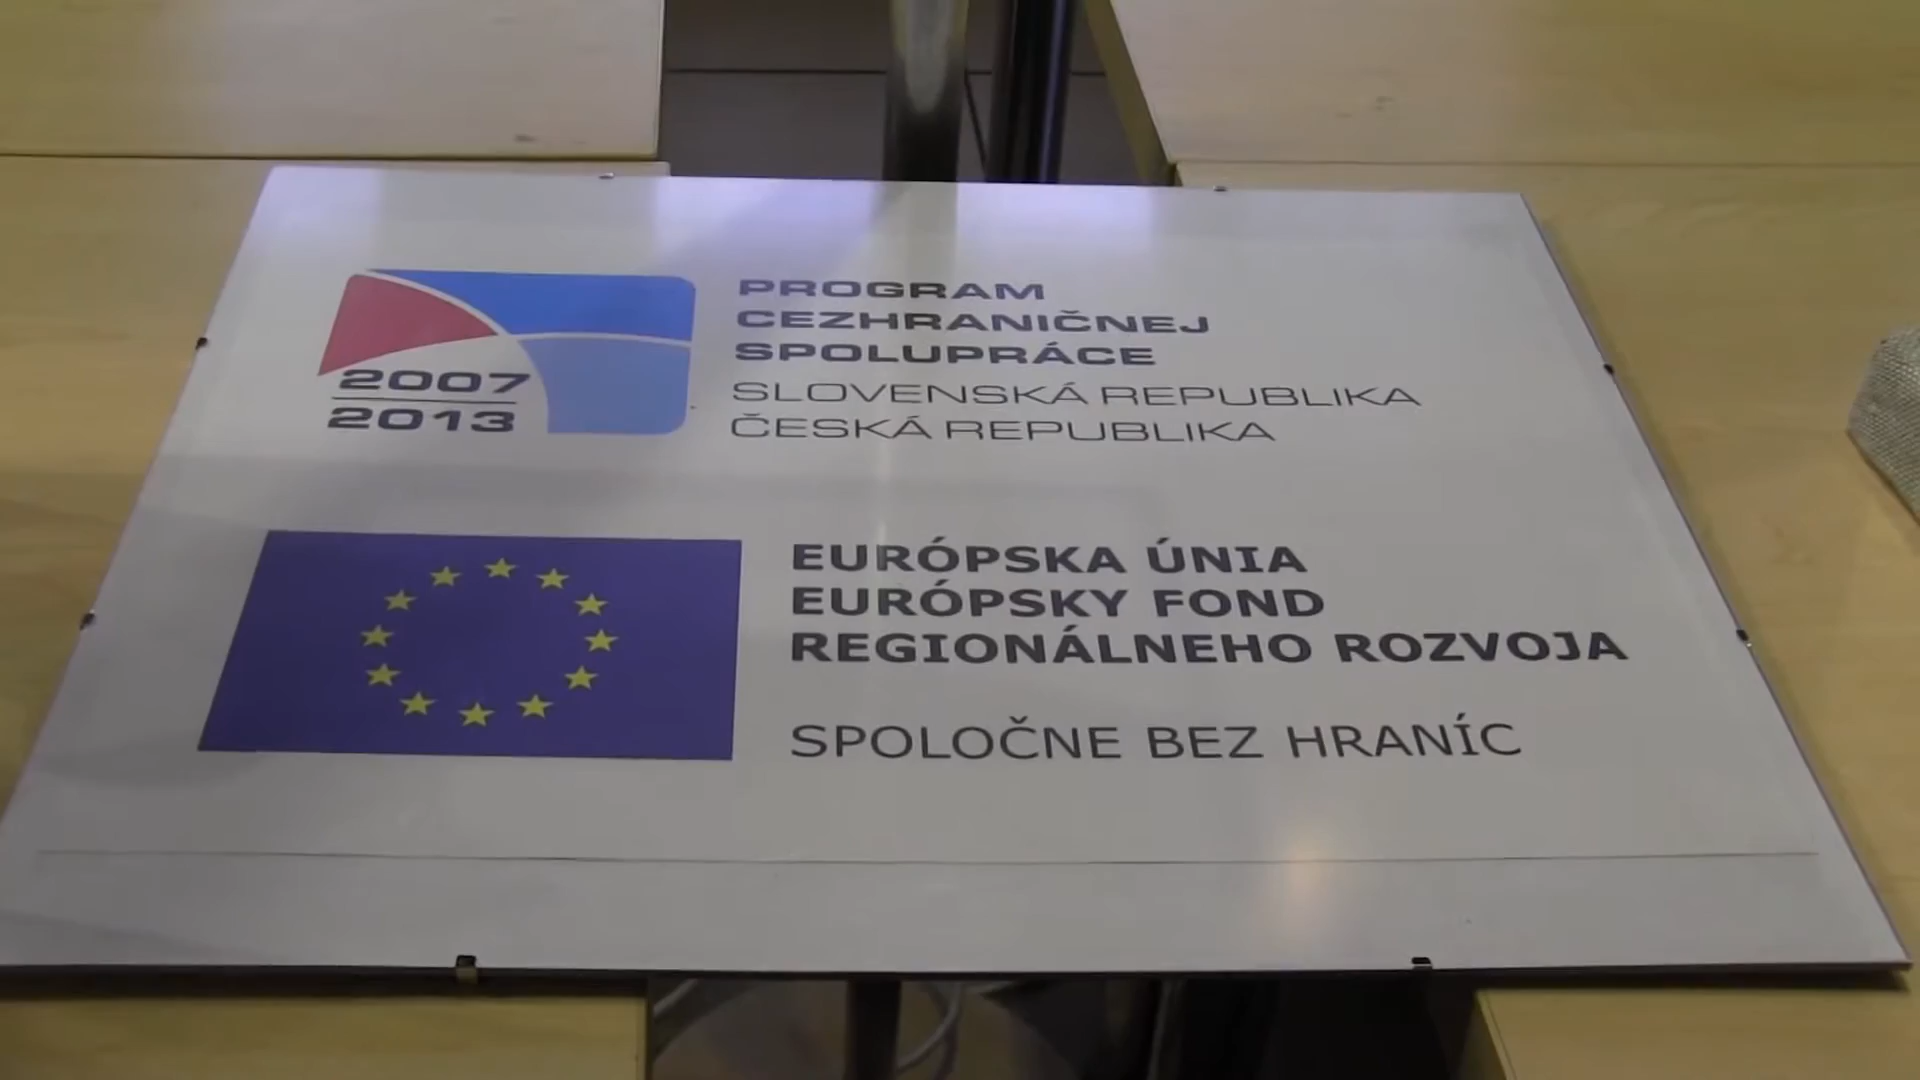 PROGRAM
CEZHRANIČNEJ
SPOLUPRÁCE
SLOVENSKÁ REPUBLIKA
ČESKÁ REPUBLIKA
2007
2013
EURÓPSKA ÚNIA
EURÓPSKY FOND
REGIONÁLNEHO ROZVOJA
SPOLOČNE BEZ HRANÍC